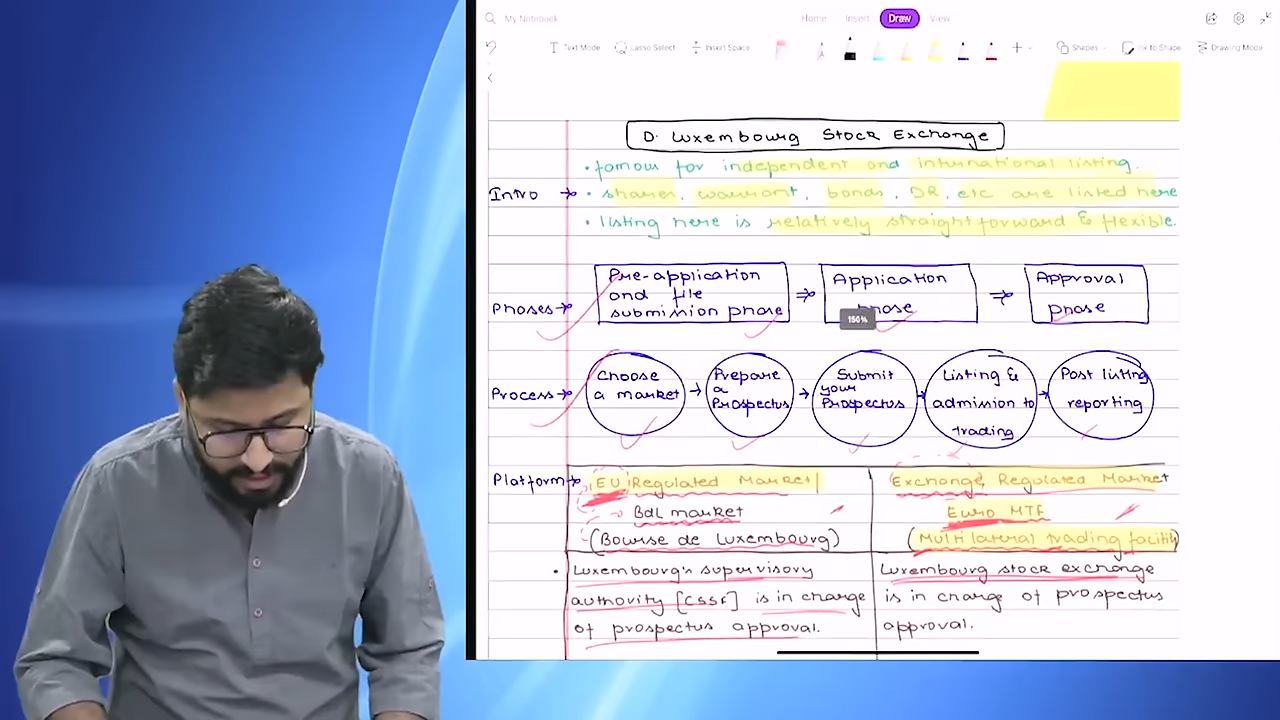 My Notebook
Home Insert Draw View
Text Mode Lasso Select Insert Space Shapes Ink to Shape Drawing Mode
D. Luxembourg Stock Exchange
• famous for independent and international listing.
Intro → • shares, warrant, bonds, DR, etc are listed here
• listing here is relatively straightforward & flexible.
Phases → Pre-application and file submission phase ⇒ Application phase ⇒ Approval phase
150%
Process → Choose a market → Prepare a Prospectus → Submit your Prospectus → Listing & admission to trading → Post listing reporting
Platform → EU Regulated Market Exchange Regulated Market
BdL market Euro MTF
(Bourse de Luxembourg) (Multilateral trading facility)
• Luxembourg's supervisory Luxembourg stock exchange
authority [CSSF] is in charge is in charge of prospectus
of prospectus approval. approval.